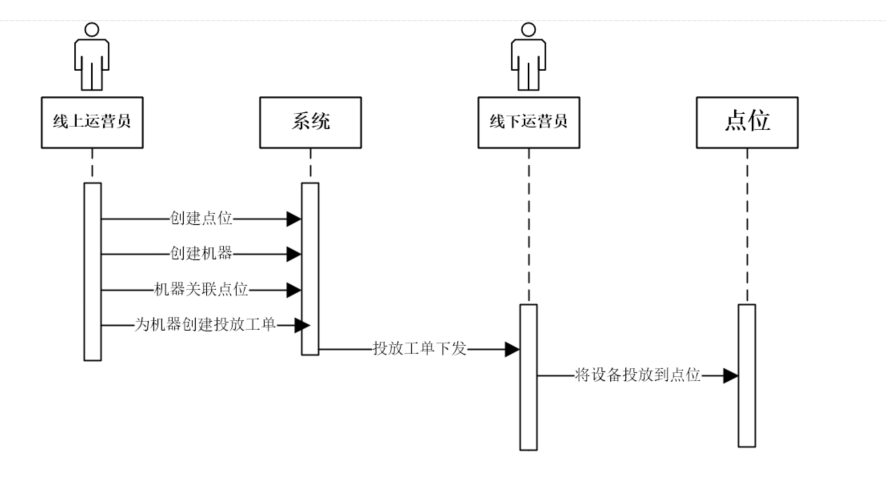 线上运营员
系统
线下运营员
点位
创建点位
创建机器
机器关联点位
为机器创建投放工单
投放工单下发
将设备投放到点位